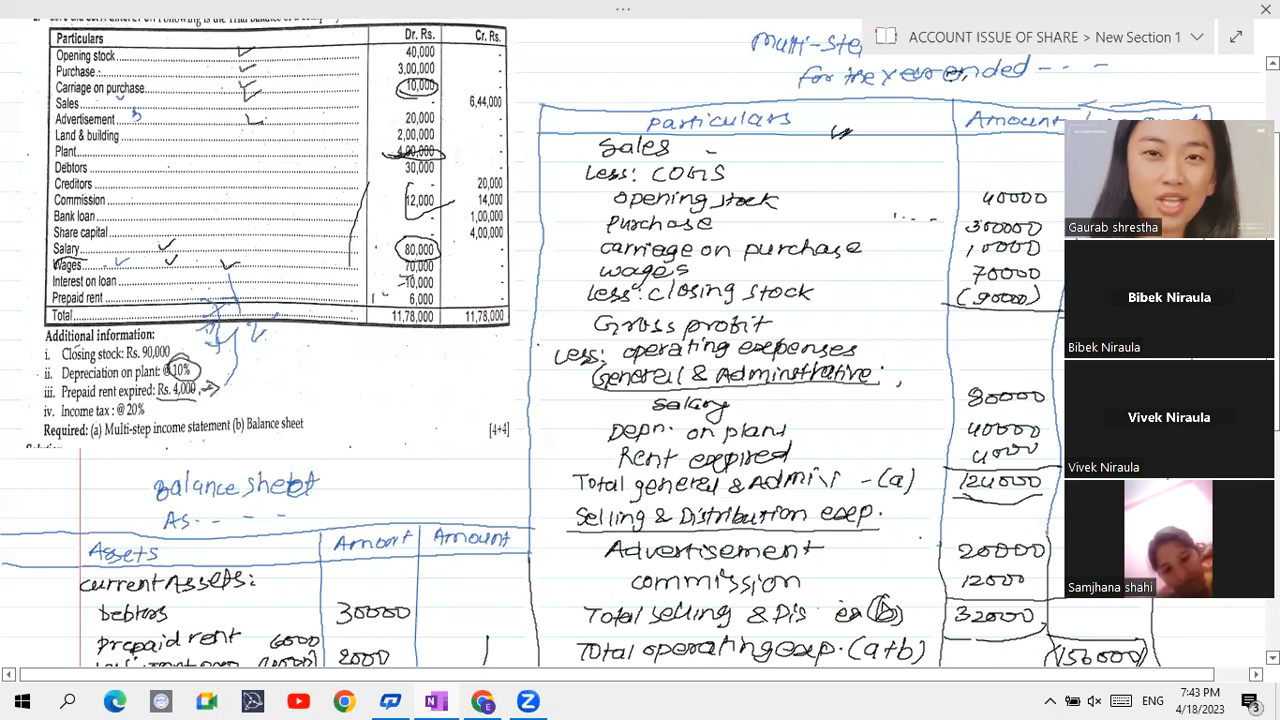 ACCOUNT ISSUE OF SHARE > New Section 1
Particulars Dr. Rs. Cr. Rs.
Opening stock 40,000 -
Purchase 3,00,000 -
Carriage on purchase 10,000 -
Sales - 6,44,000
Advertisement 20,000 -
Land & building 2,00,000 -
Plant 4,00,000 -
Debtors 30,000 -
Creditors - 20,000
Commission 12,000 14,000
Bank loan - 1,00,000
Share capital - 4,00,000
Salary 80,000 -
Wages 70,000 -
Interest on loan 10,000 -
Prepaid rent 6,000 -
Total 11,78,000 11,78,000
Additional information:
i. Closing stock: Rs. 90,000
ii. Depreciation on plant: @ 10%
iii. Prepaid rent expired: Rs. 4,000
iv. Income tax : @ 20%
Required: (a) Multi-step income statement (b) Balance sheet [4+4]
Balance sheet
As - - -
Assets Amount Amount
Current Assets:
Debtors 30000
prepaid rent 6000
2000
Multi-Ste
for the year ended - - -
particulars Amount
Sales -
Less: COGS
opening stock 40000
Purchase 300000
carriage on purchase 10000
wages 70000
Less: closing stock (90000)
Gross profit
Less: operating expenses
General & Adminitrative:
Salary 80000
Depn. on plant 40000
Rent expired 4000
Total general & Admini -(a) 124000
Selling & Distribution exp.
Advertisement 20000
commission 12000
Total selling & Dis ex(b) 32000
Total operating exp. (a+b) (156000)
Gaurab shrestha
Bibek Niraula
Bibek Niraula
Vivek Niraula
Vivek Niraula
Samjhana shahi
ENG
7:43 PM
4/18/2023
3